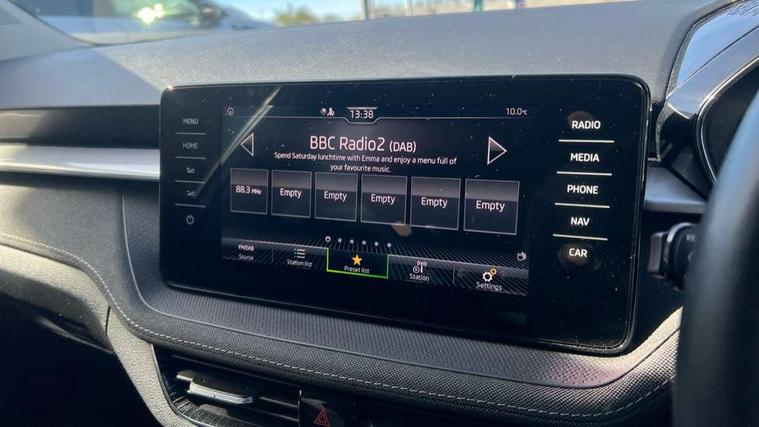 MENU
HOME
13:38
10.0°C
BBC Radio2 (DAB)
Spend Saturday lunchtime with Emma and enjoy a menu full of
your favourite music.
88.3 MHz
Empty
Empty
Empty
Empty
Empty
FM/DAB
Source
Station list
Preset list
Station
Settings
RADIO
MEDIA
PHONE
NAV
CAR